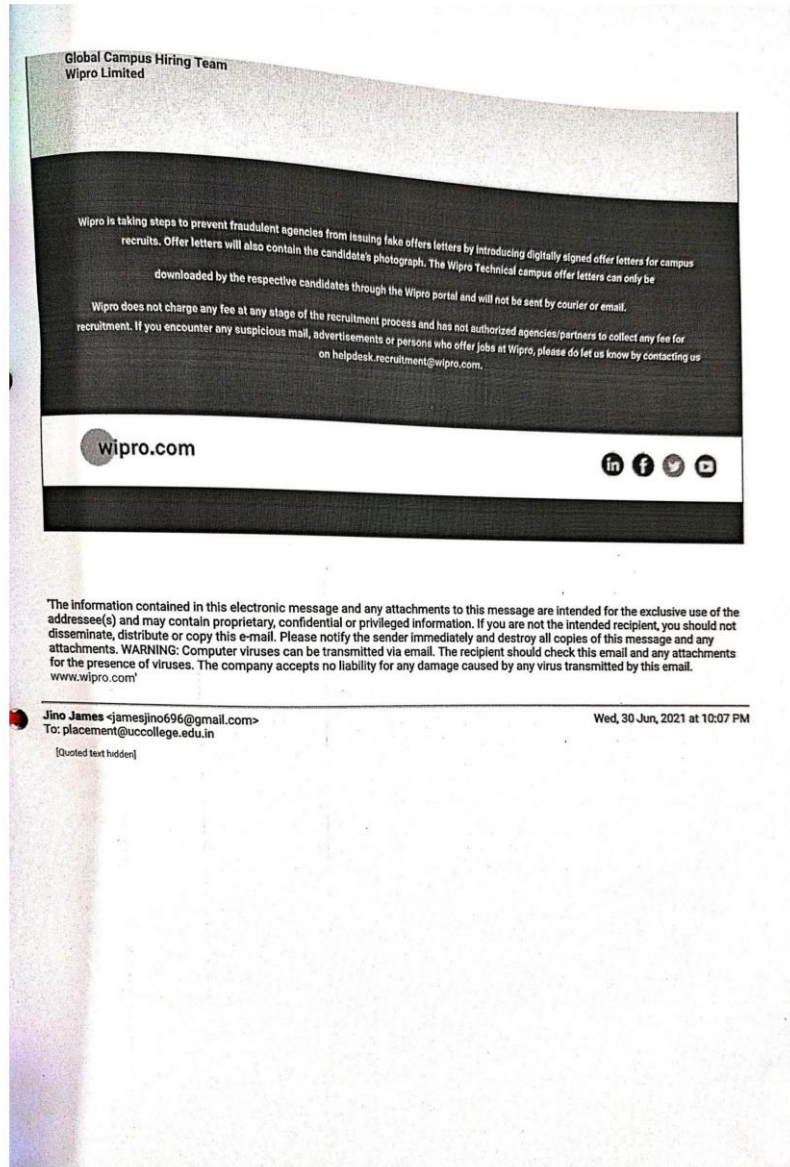 Global Campus Hiring Team
Wipro Limited
Wipro is taking steps to prevent fraudulent agencies from issuing fake offers letters by introducing digitally signed offer letters for campus
recruits. Offer letters will also contain the candidate's photograph. The Wipro Technical campus offer letters can only be
downloaded by the respective candidates through the Wipro portal and will not be sent by courier or email.
Wipro does not charge any fee at any stage of the recruitment process and has not authorized agencies/partners to collect any fee for
recruitment. If you encounter any suspicious mail, advertisements or persons who offer jobs at Wipro, please do let us know by contacting us
on helpdesk.recruitment@wipro.com.
wipro.com
in f
'The information contained in this electronic message and any attachments to this message are intended for the exclusive use of the
addressee(s) and may contain proprietary, confidential or privileged information. If you are not the intended recipient, you should not
disseminate, distribute or copy this e-mail. Please notify the sender immediately and destroy all copies of this message and any
attachments. WARNING: Computer viruses can be transmitted via email. The recipient should check this email and any attachments
for the presence of viruses. The company accepts no liability for any damage caused by any virus transmitted by this email.
www.wipro.com'
Jino James <jamesjino696@gmail.com> Wed, 30 Jun, 2021 at 10:07 PM
To: placement@uccollege.edu.in
[Quoted text hidden]